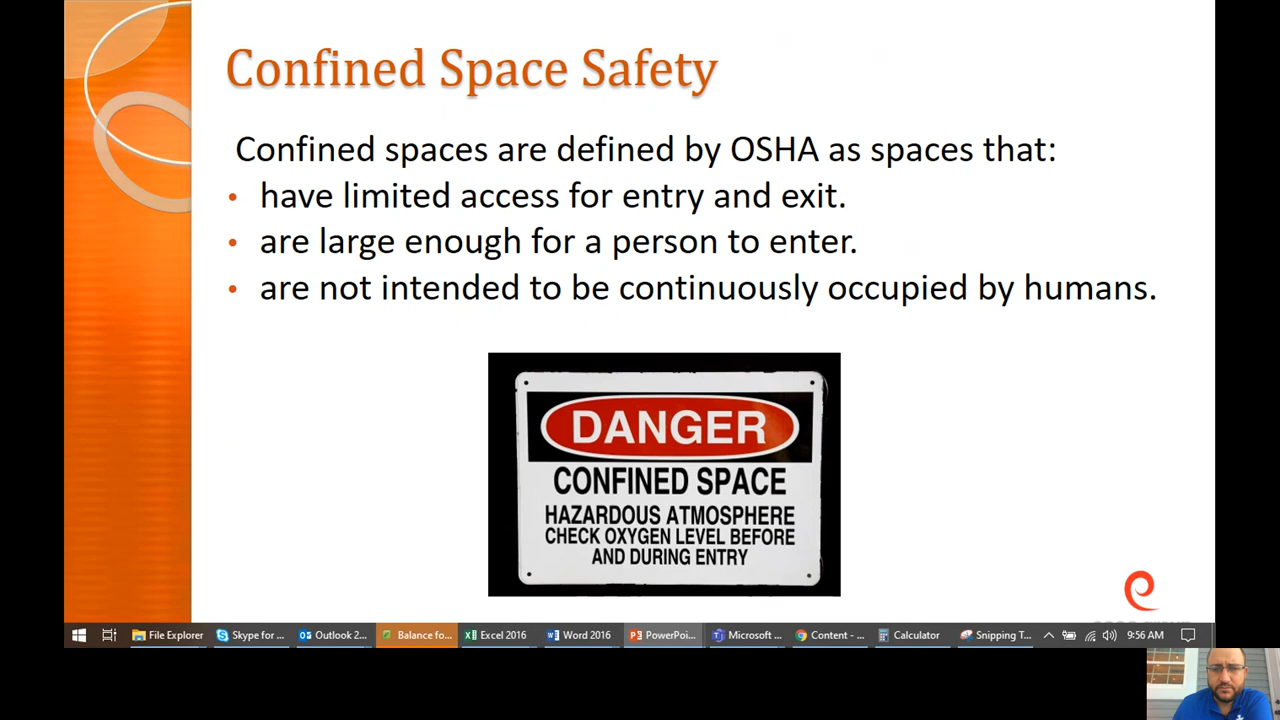 Confined Space Safety
Confined spaces are defined by OSHA as spaces that:
• have limited access for entry and exit.
• are large enough for a person to enter.
• are not intended to be continuously occupied by humans.
DANGER
CONFINED SPACE
HAZARDOUS ATMOSPHERE
CHECK OXYGEN LEVEL BEFORE
AND DURING ENTRY
File Explorer Skype for ... Outlook 2... Balance fo... Excel 2016 Word 2016 PowerPoi... Microsoft ... Content - ... Calculator Snipping T... 9:56 AM